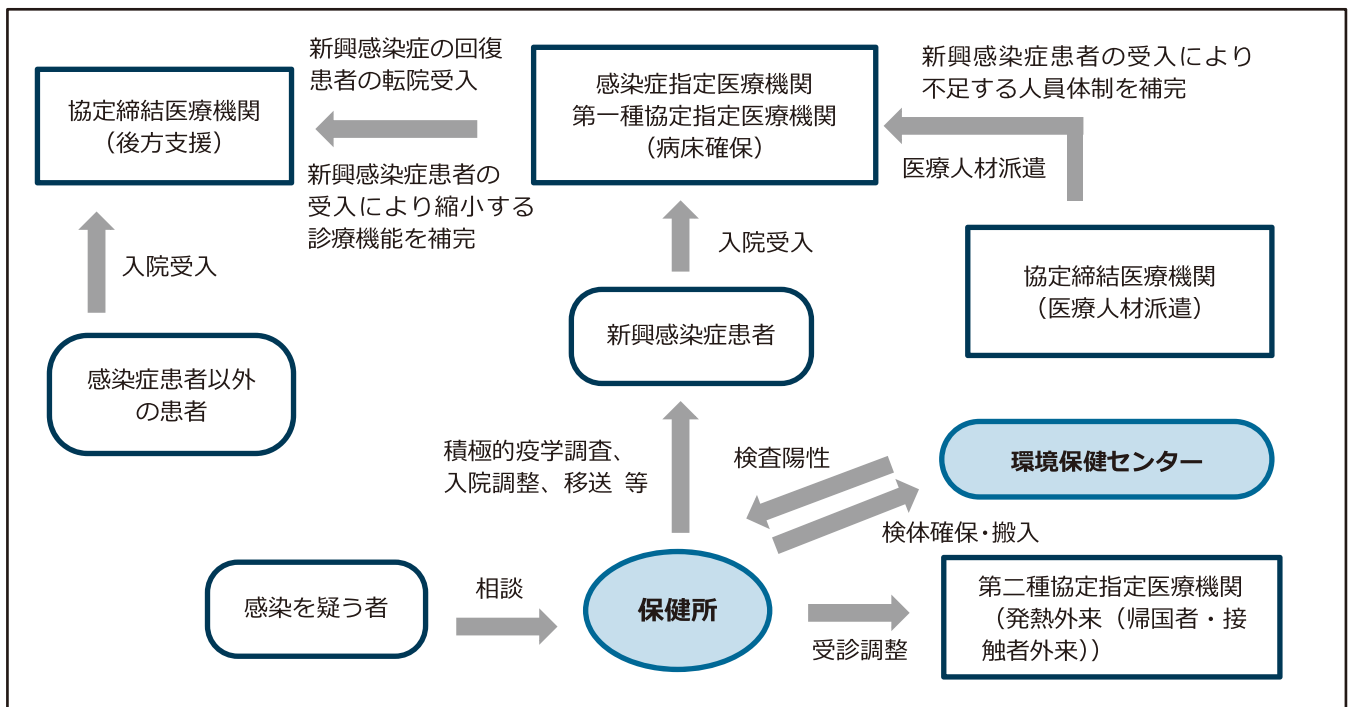 新興感染症の回復
患者の転院受入
協定締結医療機関
（後方支援）
新興感染症患者の
受入により縮小する
診療機能を補完
感染症指定医療機関
第一種協定指定医療機関
（病床確保）
新興感染症患者の受入により
不足する人員体制を補完
医療人材派遣
入院受入
入院受入
協定締結医療機関
（医療人材派遣）
新興感染症患者
感染症患者以外
の患者
積極的疫学調査、
入院調整、移送 等
検査陽性
環境保健センター
検体確保・搬入
感染を疑う者
相談
保健所
受診調整
第二種協定指定医療機関
（発熱外来（帰国者・接
触者外来））